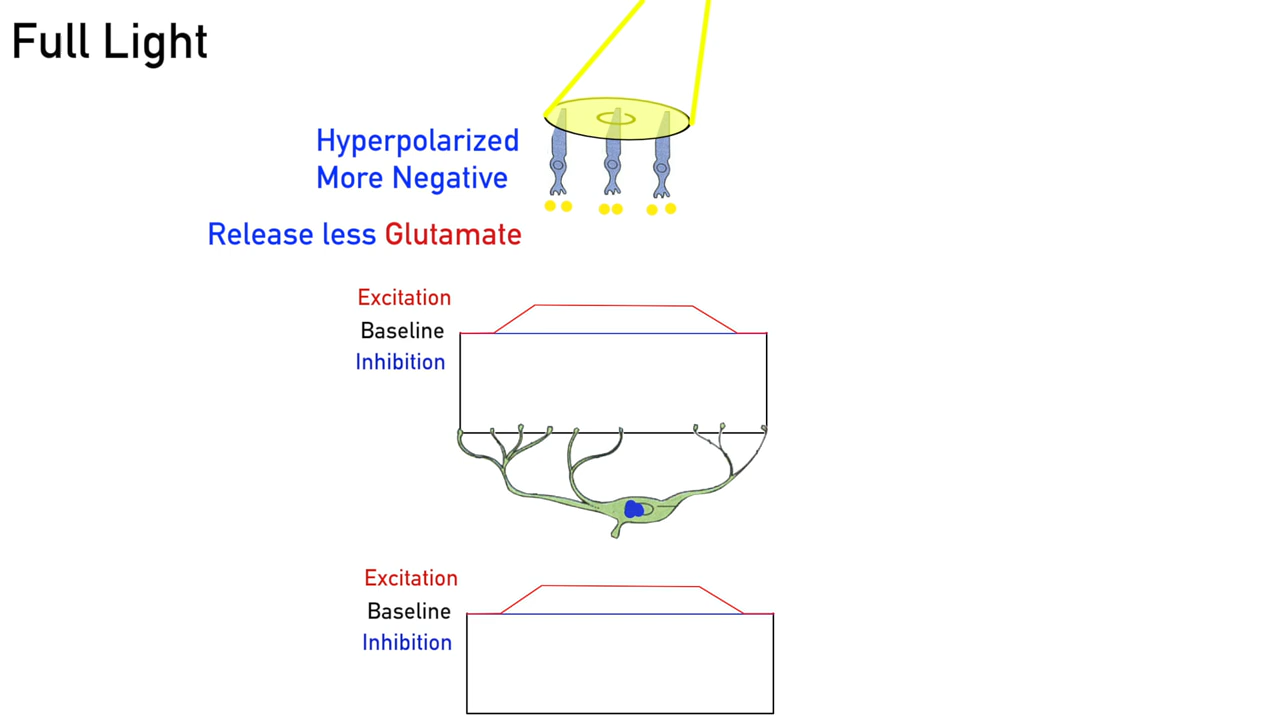 Full Light
Hyperpolarized
More Negative
Release less Glutamate
Excitation
Baseline
Inhibition
Excitation
Baseline
Inhibition